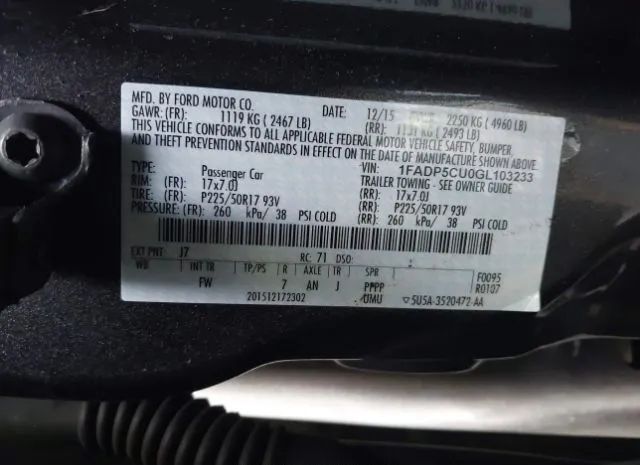 MFD. BY FORD MOTOR CO.
DATE: 12/15
2250 KG ( 4960 LB)
GAWR: (FR): 1119 KG ( 2467 LB)
(RR): 1131 KG ( 2493 LB)
THIS VEHICLE CONFORMS TO ALL APPLICABLE FEDERAL MOTOR VEHICLE SAFETY, BUMPER,
AND THEFT PREVENTION STANDARDS IN EFFECT ON THE DATE OF MANUFACTURE SHOWN ABOVE.
VIN: 1FADP5CU0GL103233
TYPE: Passenger Car
TRAILER TOWING - SEE OWNER GUIDE
RIM: (FR): 17x7.0J
(RR): 17x7.0J
TIRE: (FR): P225/50R17 93V
(RR): P225/50R17 93V
PRESSURE: (FR): 260 kPa/ 38 PSI COLD
(RR): 260 kPa/ 38 PSI COLD
EXT PNT: J7
RC: 71 DSO:
F0095
WB INT TR TP/PS R AXLE TR SPR
R0107
FW 7 AN J PPPP
201512172302
UMU
5U5A-3520472-AA